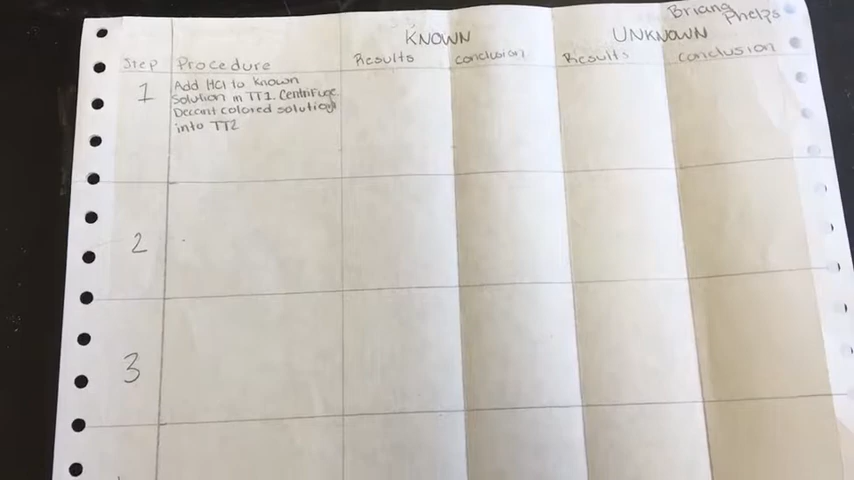 Briana Phelps
KNOWN UNKNOWN
Step Procedure Results conclusion Results conclusion
1 Add HCl to known
Solution in TT1. Centrifuge
Decant colored solution
into TT2
2
3